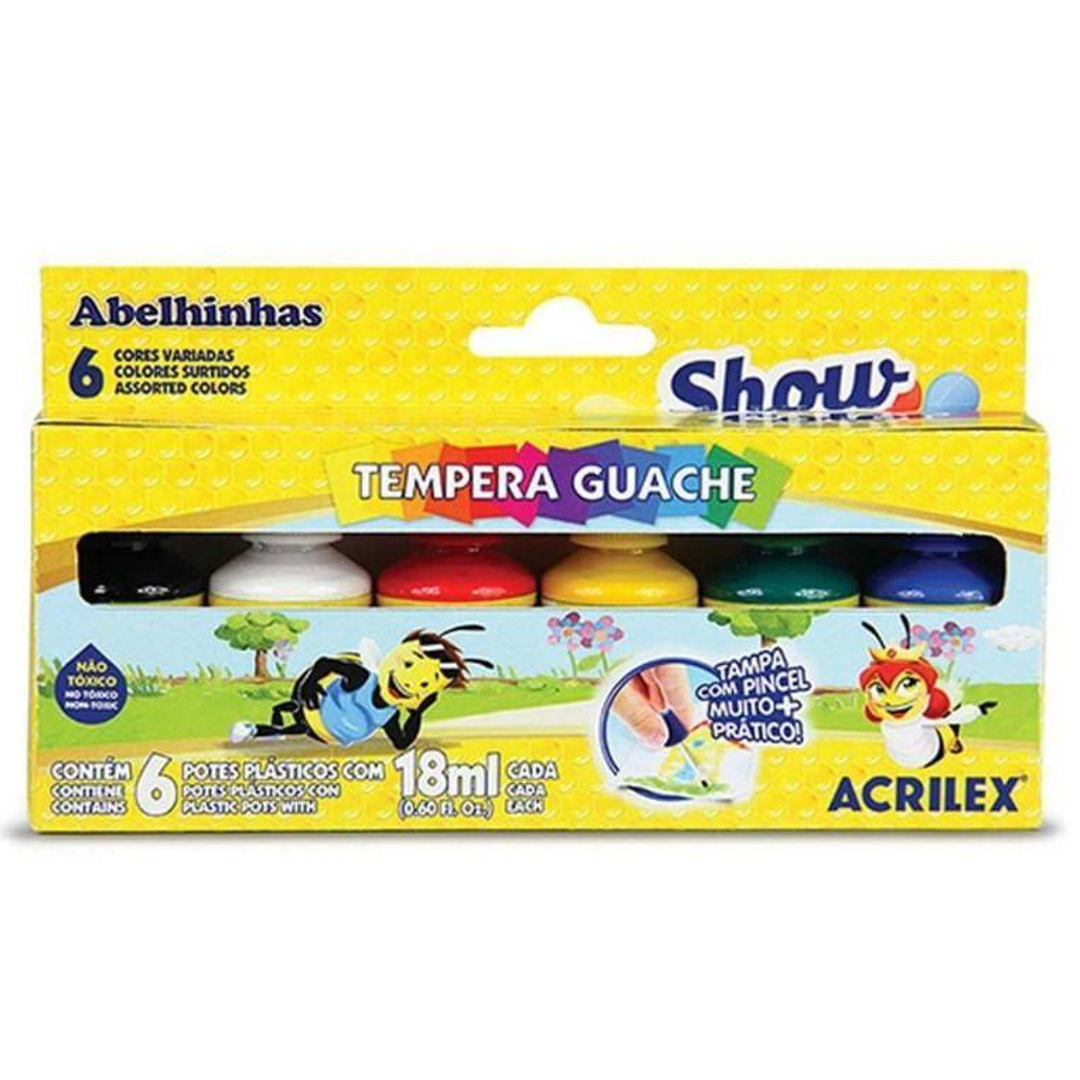 Abelhinhas
6 CORES VARIADAS
COLORES SURTIDOS
ASSORTED COLORS
Show
TEMPERA GUACHE
NÃO
TÓXICO
NO TÓXICO
NON-TOXIC
TAMPA
COM PINCEL
MUITO+
PRÁTICO!
CONTÉM 6 POTES PLÁSTICOS COM 18ml CADA
CONTIENE POTES PLÁSTICOS CON CADA
CONTAINS PLASTIC POTS WITH (0.60 Fl. Oz.) EACH
ACRILEX